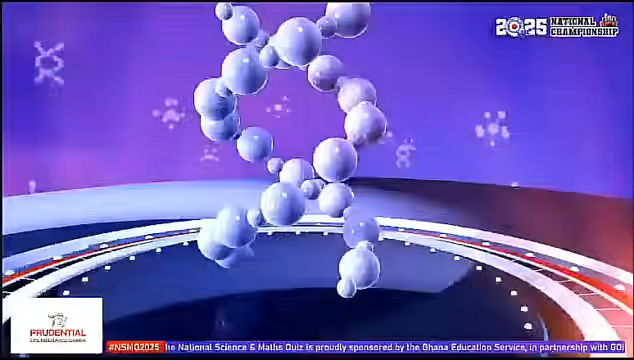 2025 NATIONAL
CHAMPIONSHIP
PRUDENTIAL
#NSMQ2025 he National Science & Maths Quiz is proudly sponsored by the Ghana Education Service, in partnership with GOI